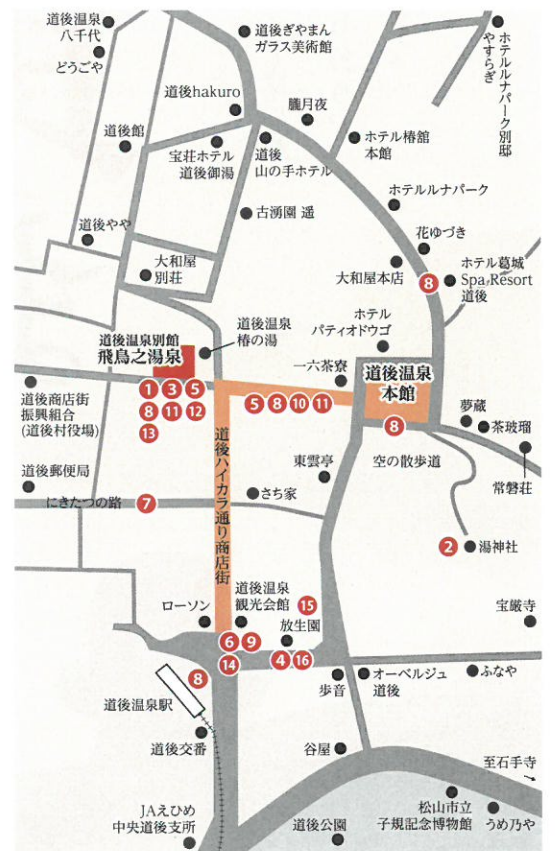 道後温泉
八千代
どうごや
道後ぎやまん
ガラス美術館
ホテルルナパーク別邸
やすらぎ
道後hakuro
朧月夜
道後館
宝荘ホテル
道後御湯
道後
山の手ホテル
ホテル椿館
本館
ホテルルナパーク
古湧園 遥
道後やや
花ゆづき
大和屋
別荘
大和屋本店
8
ホテル葛城
Spa Resort
道後
道後温泉別館
飛鳥之湯泉
道後温泉
椿の湯
ホテル
パティオドウゴ
一六茶寮
道後温泉
本館
道後商店街
振興組合
(道後村役場)
1 3 5
8 11 12
13
5 8 10 11
8
夢蔵
茶玻瑠
道後ハイカラ通り商店街
東雲亭
空の散歩道
常磐荘
道後郵便局
にきたつの路
7
さち家
2
湯神社
ローソン
道後温泉
観光会館
15
放生園
宝厳寺
6 9
14
4 16
8
道後温泉駅
歩音
オーベルジュ
道後
ふなや
道後交番
谷屋
至石手寺
JAえひめ
中央道後支所
道後公園
松山市立
子規記念博物館
うめ乃や